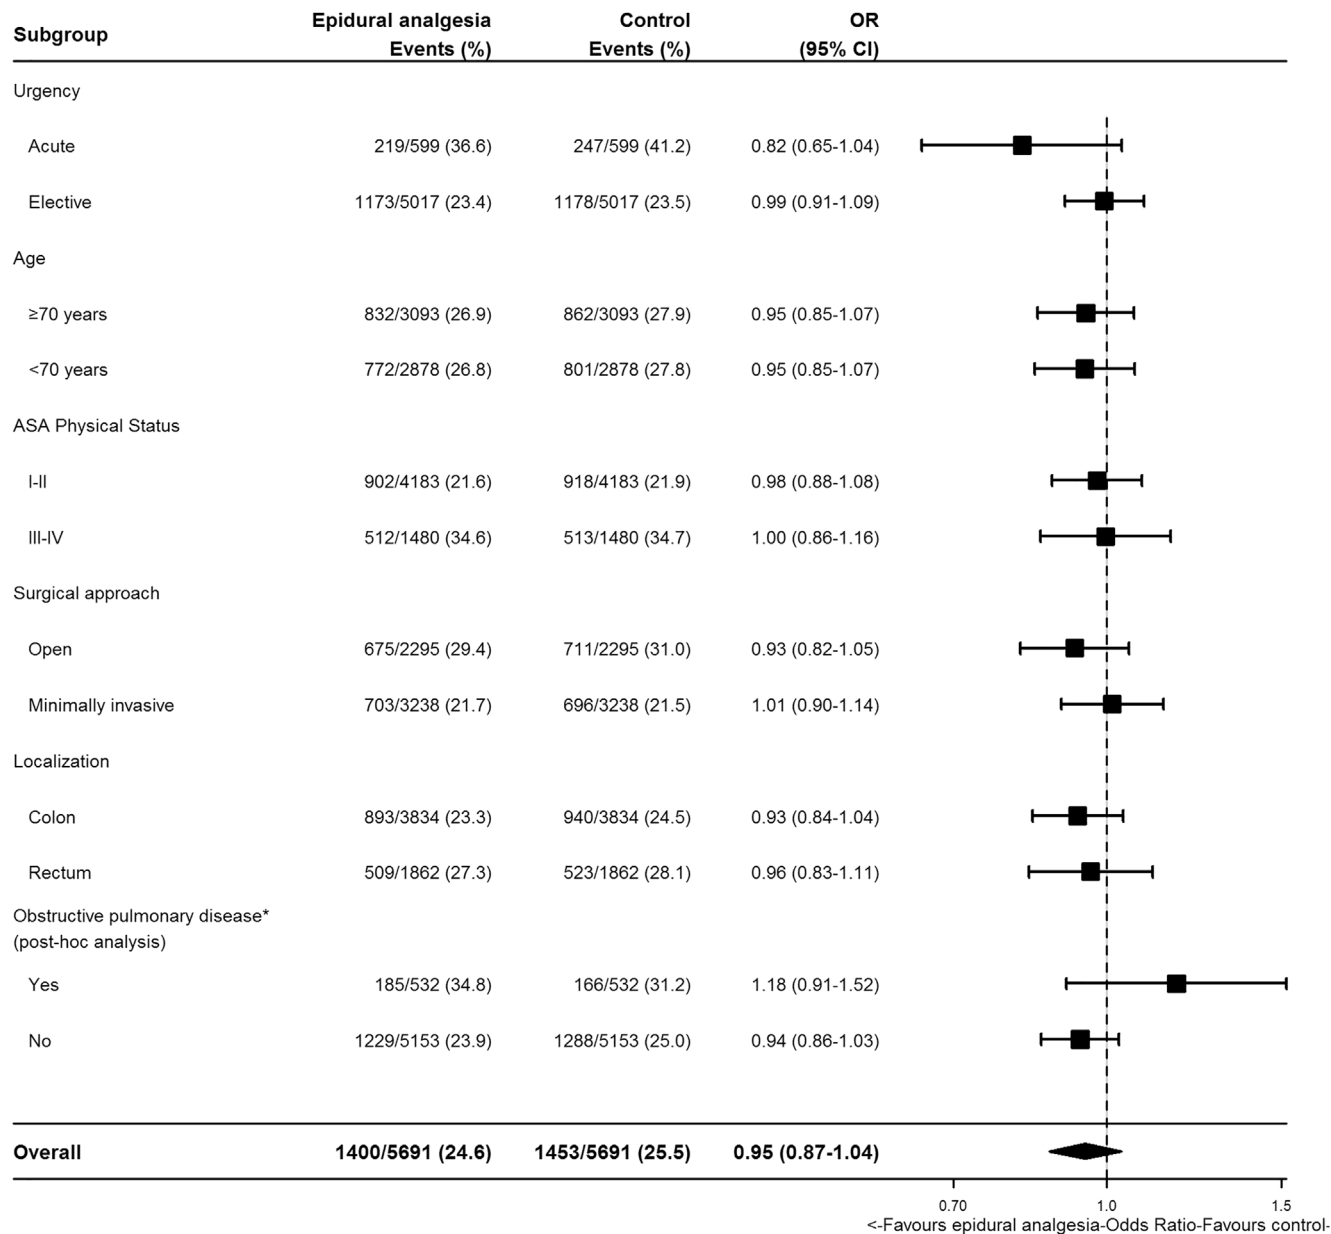 Subgroup Epidural analgesia Events (%) Control Events (%) OR (95% CI)
Urgency
Acute 219/599 (36.6) 247/599 (41.2) 0.82 (0.65-1.04)
Elective 1173/5017 (23.4) 1178/5017 (23.5) 0.99 (0.91-1.09)
Age
≥70 years 832/3093 (26.9) 862/3093 (27.9) 0.95 (0.85-1.07)
<70 years 772/2878 (26.8) 801/2878 (27.8) 0.95 (0.85-1.07)
ASA Physical Status
I-II 902/4183 (21.6) 918/4183 (21.9) 0.98 (0.88-1.08)
III-IV 512/1480 (34.6) 513/1480 (34.7) 1.00 (0.86-1.16)
Surgical approach
Open 675/2295 (29.4) 711/2295 (31.0) 0.93 (0.82-1.05)
Minimally invasive 703/3238 (21.7) 696/3238 (21.5) 1.01 (0.90-1.14)
Localization
Colon 893/3834 (23.3) 940/3834 (24.5) 0.93 (0.84-1.04)
Rectum 509/1862 (27.3) 523/1862 (28.1) 0.96 (0.83-1.11)
Obstructive pulmonary disease*
(post-hoc analysis)
Yes 185/532 (34.8) 166/532 (31.2) 1.18 (0.91-1.52)
No 1229/5153 (23.9) 1288/5153 (25.0) 0.94 (0.86-1.03)
Overall 1400/5691 (24.6) 1453/5691 (25.5) 0.95 (0.87-1.04)
0.70 1.0 1.5
<-Favours epidural analgesia-Odds Ratio-Favours control-